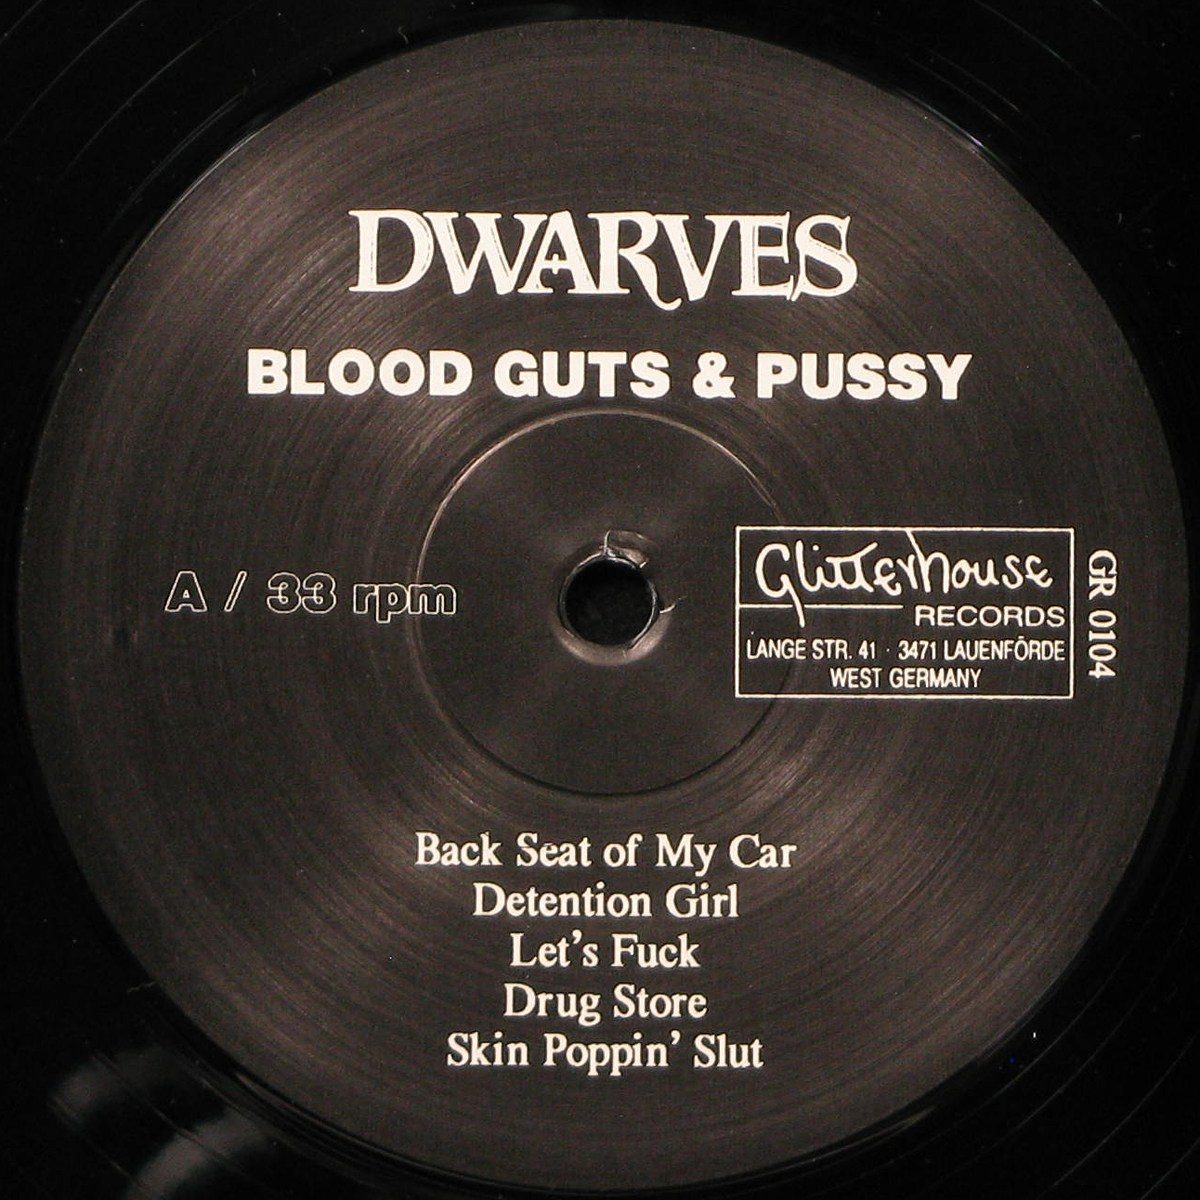 DWARVES
BLOOD GUTS & PUSSY
A / 33 rpm
Glitterhouse
RECORDS
LANGE STR. 41 · 3471 LAUENFÖRDE
WEST GERMANY
GR 0104
Back Seat of My Car
Detention Girl
Let's Fuck
Drug Store
Skin Poppin' Slut